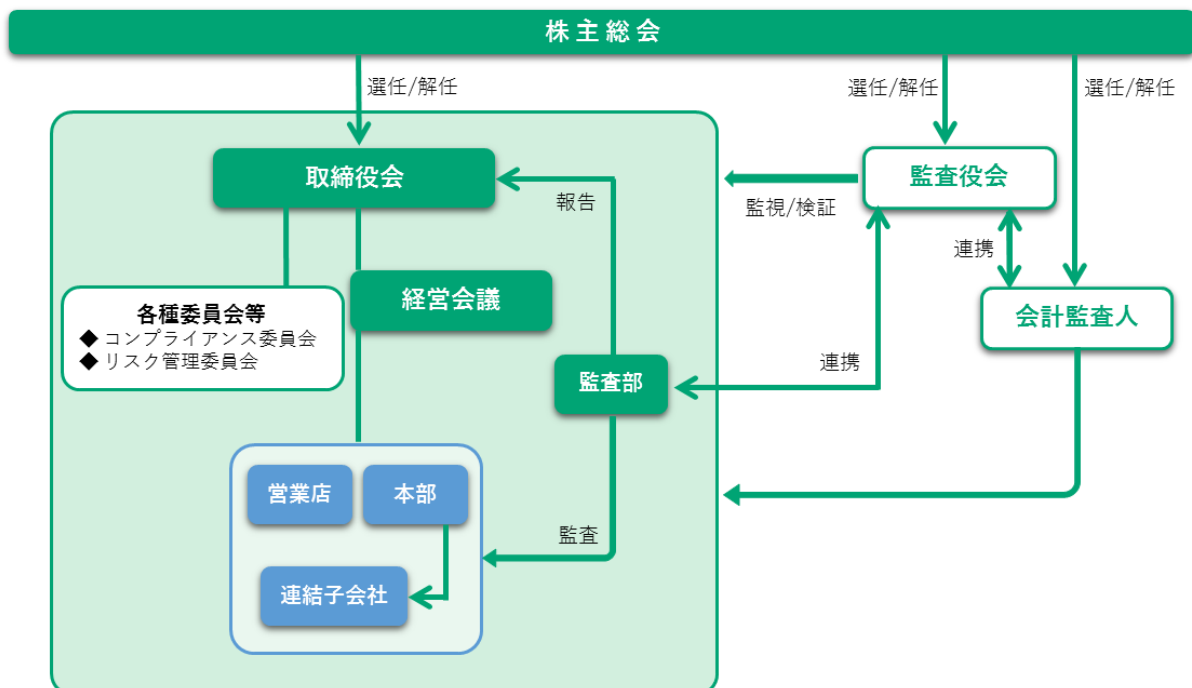 株主総会
選任/解任
選任/解任
選任/解任
取締役会
監査役会
報告
監視/検証
連携
経営会議
各種委員会等
◆ コンプライアンス委員会
◆ リスク管理委員会
会計監査人
監査部
連携
営業店
本部
監査
連結子会社